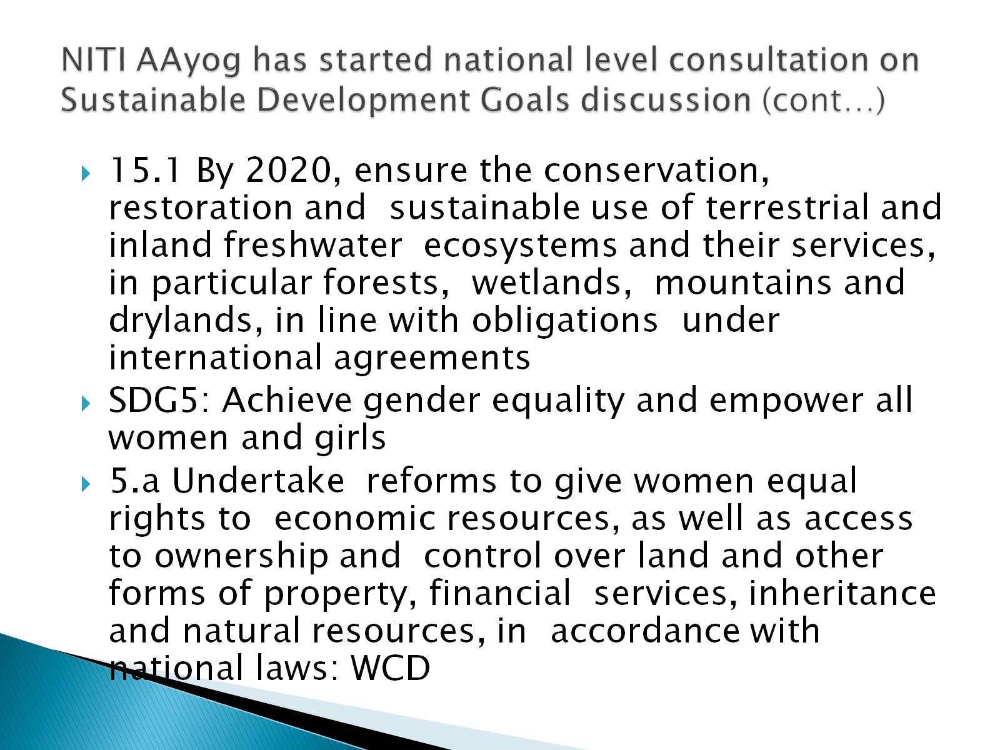 NITI AAyog has started national level consultation on
Sustainable Development Goals discussion (cont…)
15.1 By 2020, ensure the conservation,
restoration and sustainable use of terrestrial and
inland freshwater ecosystems and their services,
in particular forests, wetlands, mountains and
drylands, in line with obligations under
international agreements
SDG5: Achieve gender equality and empower all
women and girls
5.a Undertake reforms to give women equal
rights to economic resources, as well as access
to ownership and control over land and other
forms of property, financial services, inheritance
and natural resources, in accordance with
national laws: WCD